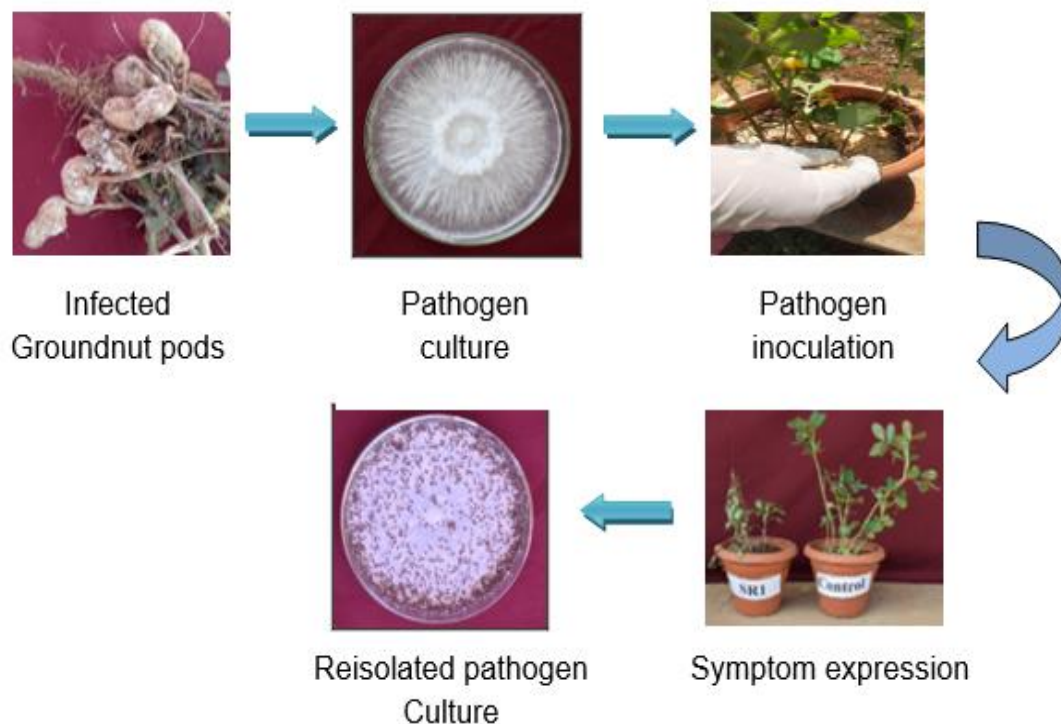 Infected
Groundnut pods
Pathogen
culture
Pathogen
inoculation
SR1
Control
Reisolated pathogen
Culture
Symptom expression